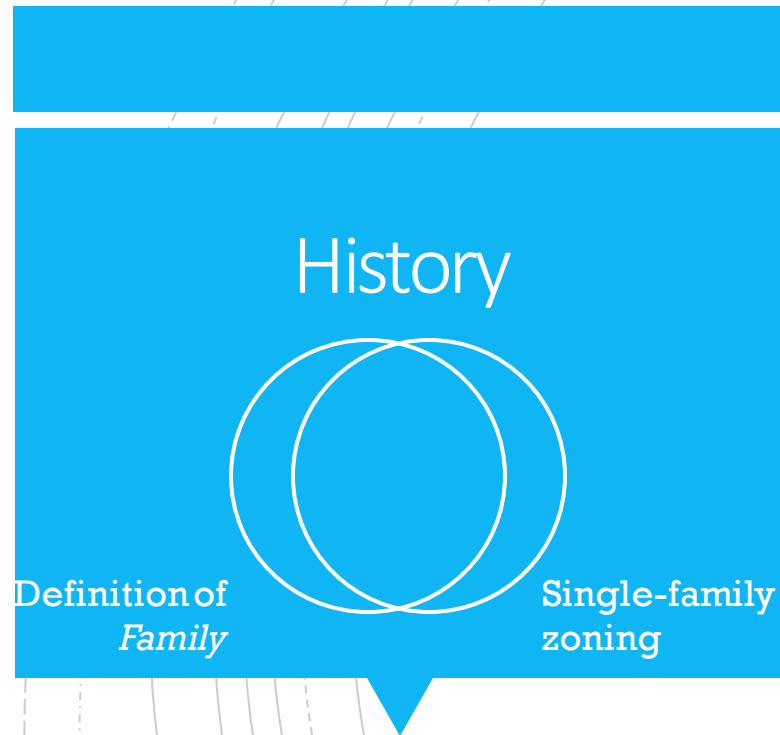 History
Definition of
Family
Single-family
zoning